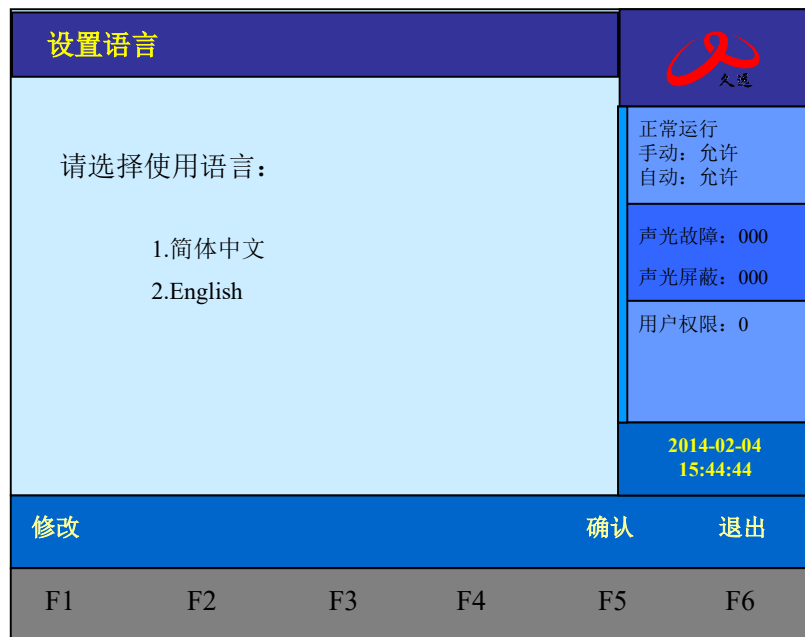 设置语言
久远
请选择使用语言：
1.简体中文
2.English
正常运行
手动：允许
自动：允许
声光故障：000
声光屏蔽：000
用户权限：0
2014-02-04
15:44:44
修改 确认 退出
F1 F2 F3 F4 F5 F6